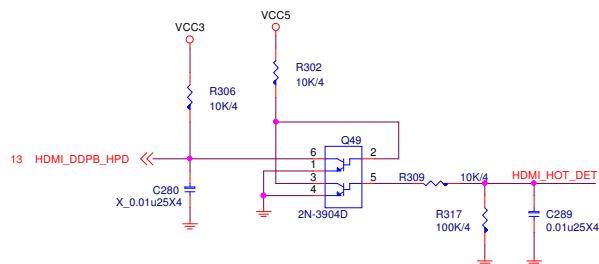 VCC3
VCC5
R302
10K/4
R306
10K/4
Q49
13 HDMI_DDPB_HPD
6
2
1
3
5
4
R309
10K/4
HDMI_HOT_DET
C280
X_0.01u25X4
2N-3904D
R317
100K/4
C289
0.01u25X4